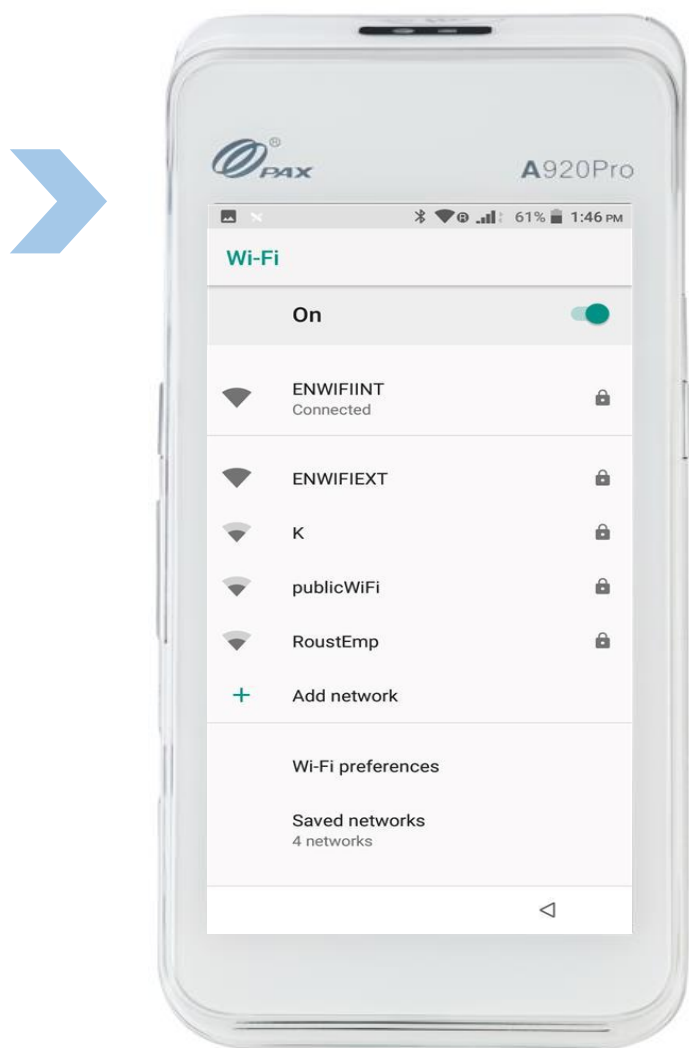 PAX®
A920Pro
61% 1:46 PM
Wi-Fi
On
ENWIFIINT
Connected
ENWIFIEXT
K
publicWiFi
RoustEmp
+ Add network
Wi-Fi preferences
Saved networks
4 networks